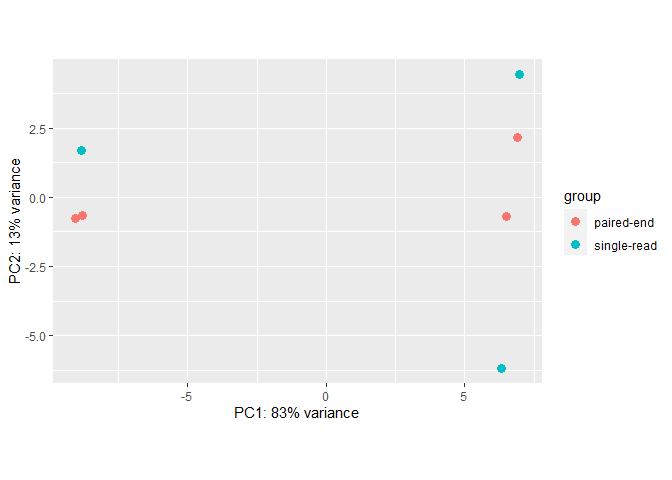 2.5
0.0
-2.5
-5.0
PC2: 13% variance
-5
0
5
PC1: 83% variance
group
paired-end
single-read